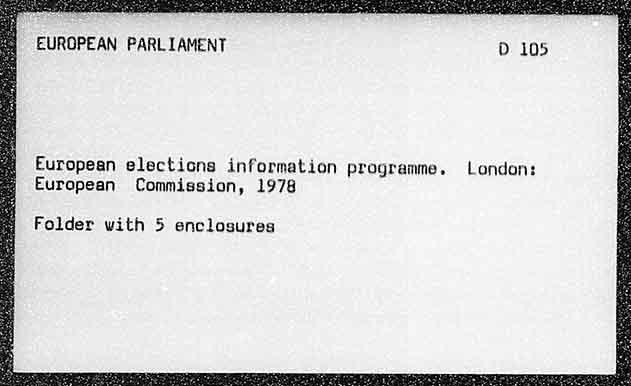 EUROPEAN PARLIAMENT D 105
European elections information programme. London:
European Commission, 1978
Folder with 5 enclosures